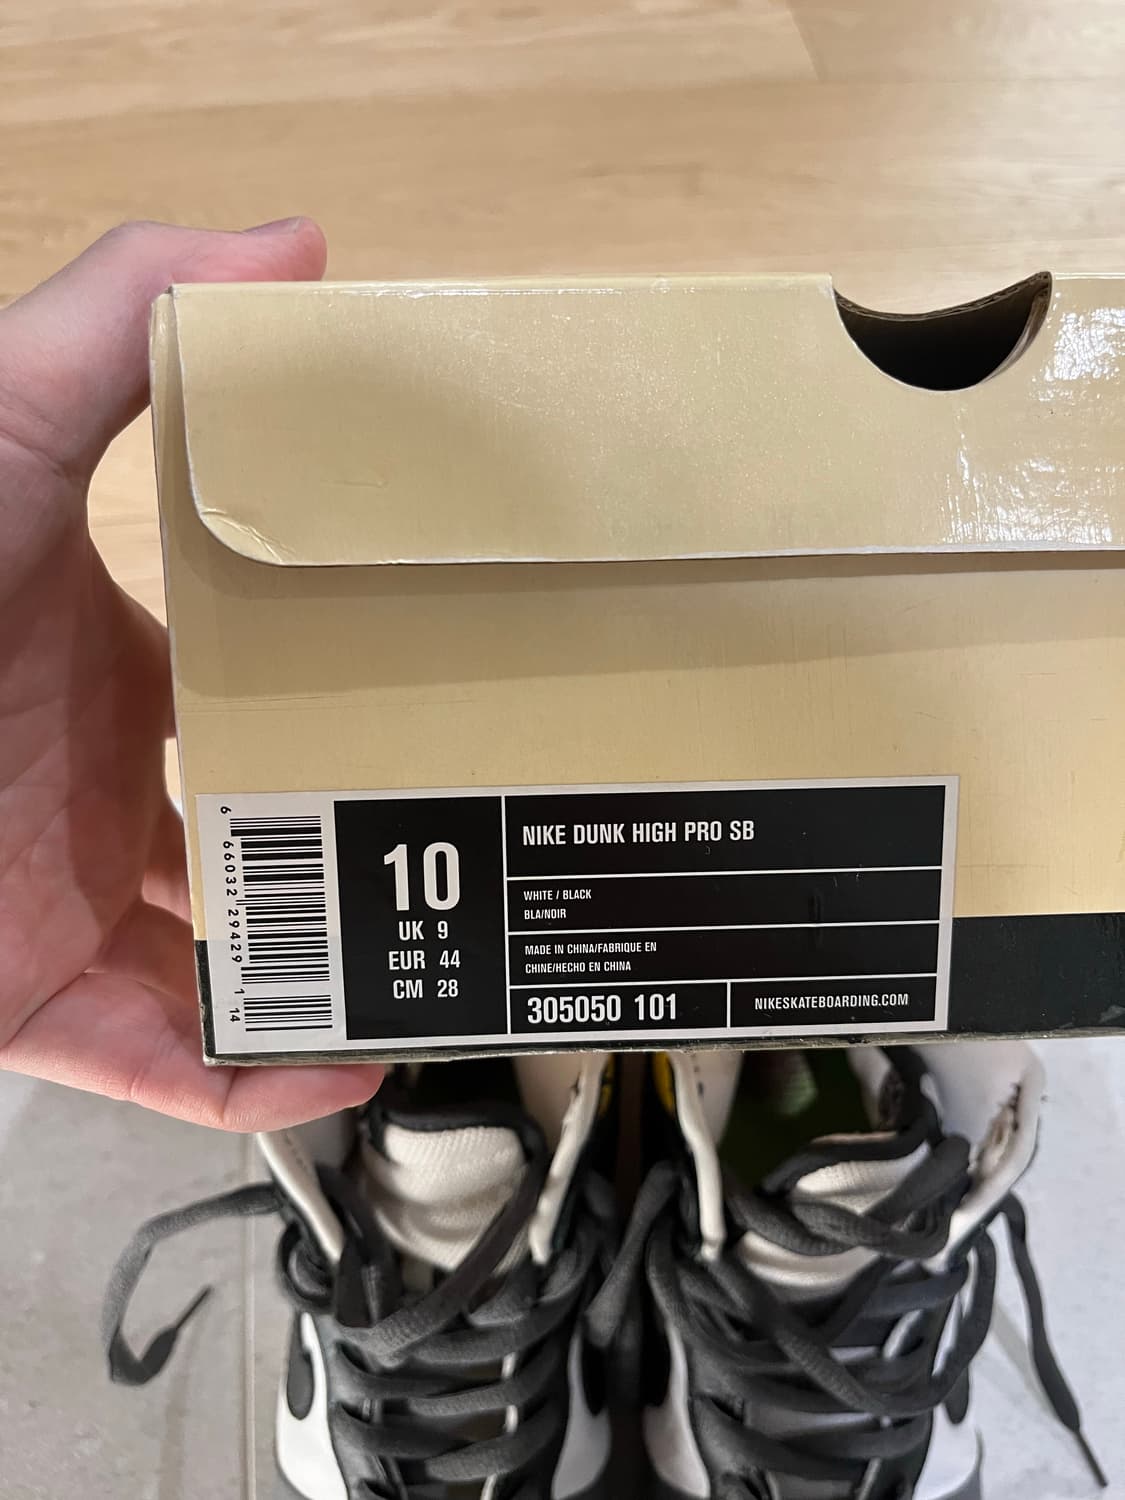 6 66032 29429 1 14
10
UK 9
EUR 44
CM 28
NIKE DUNK HIGH PRO SB
WHITE / BLACK
BLA/NOIR
MADE IN CHINA/FABRIQUE EN
CHINE/HECHO EN CHINA
305050 101
NIKESKATEBOARDING.COM